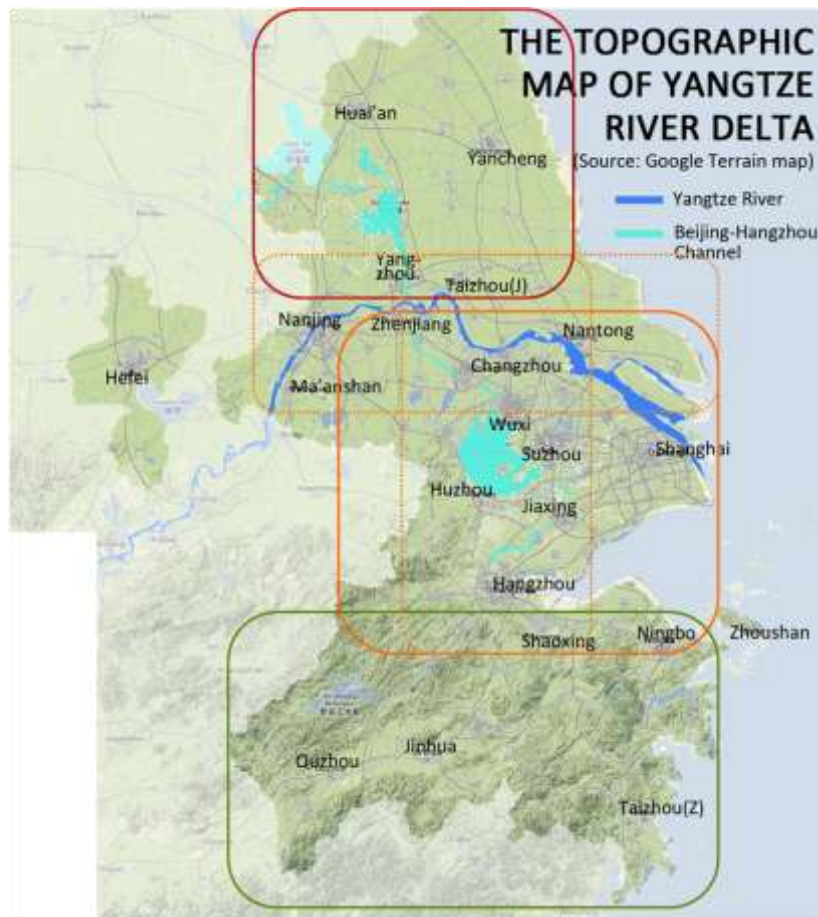 THE TOPOGRAPHIC
MAP OF YANGTZE
RIVER DELTA
(Source: Google Terrain map)
Yangtze River
Beijing-Hangzhou
Channel
Huai'an
Yancheng
Yang-
zhou
Taizhou(J)
Nanjing
Zhenjiang
Nantong
Hefei
Changzhou
Ma'anshan
Wuxi
Suzhou
Shanghai
Huzhou
Jiaxing
Hangzhou
Shaoxing
Ningbo
Zhoushan
Quzhou
Jinhua
Taizhou(Z)